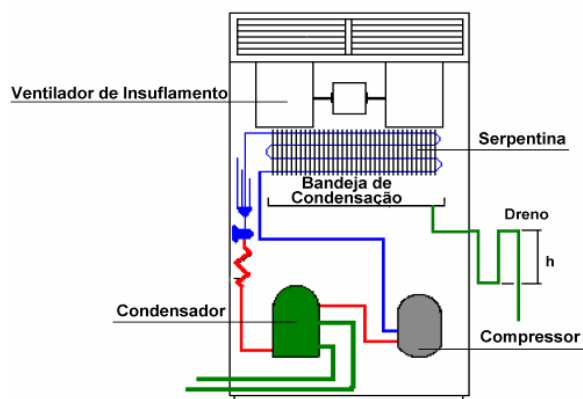 Ventilador de Insuflamento
Serpentina
Bandeja de
Condensação
Dreno
h
Condensador
Compressor